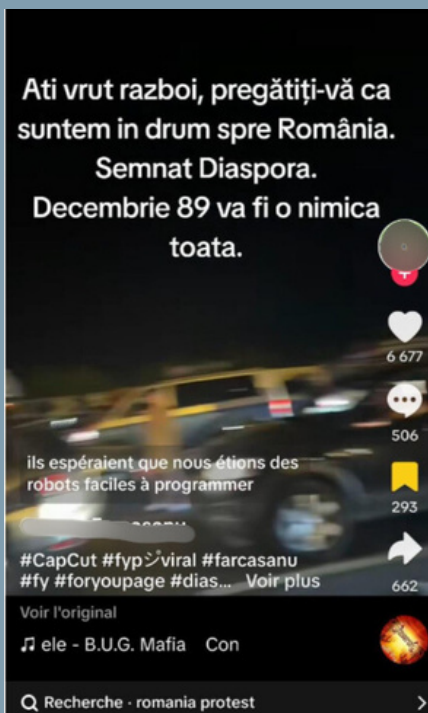 Ati vrut razboi, pregătiți-vă ca
suntem in drum spre România.
Semnat Diaspora.
Decembrie 89 va fi o nimica
toata.
6 677
506
ils espéraient que nous étions des
robots faciles à programmer
293
#CapCut #fypシviral #farcasanu
#fy #foryoupage #dias... Voir plus
662
Voir l'original
ele - B.U.G. Mafia Con
Recherche · romania protest